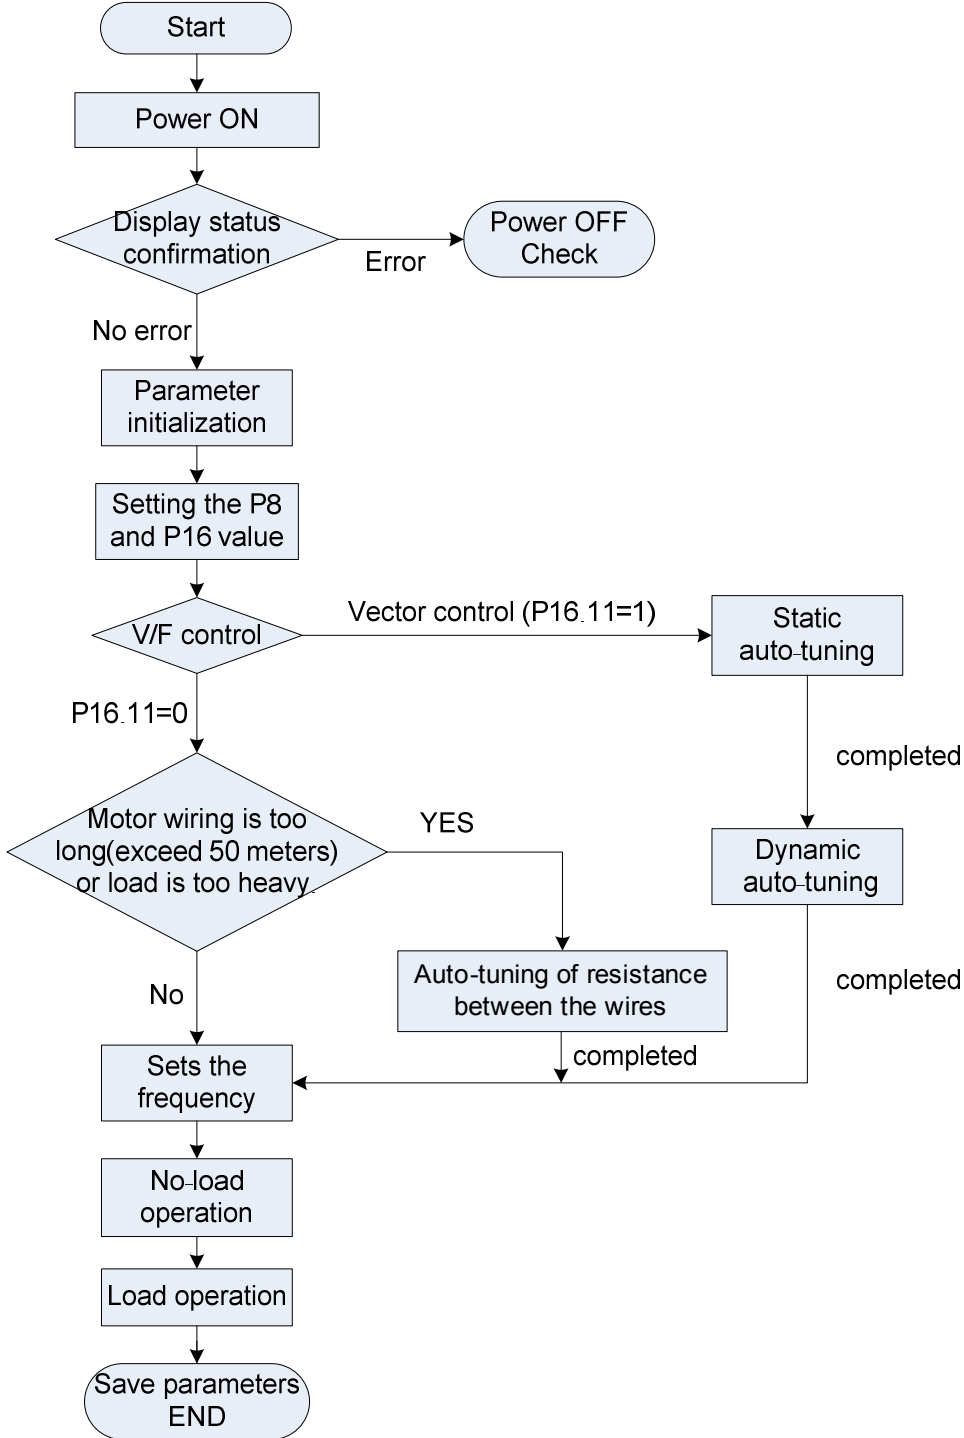 Start
Power ON
Display status
confirmation
Error
Power OFF
Check
No error
Parameter
initialization
Setting the P8
and P16 value
V/F control
Vector control (P16.11=1)
Static
auto-tuning
P16.11=0
completed
Motor wiring is too
long(exceed 50 meters)
or load is too heavy.
YES
Dynamic
auto-tuning
No
Auto-tuning of resistance
between the wires
completed
completed
Sets the
frequency
No-load
operation
Load operation
Save parameters
END